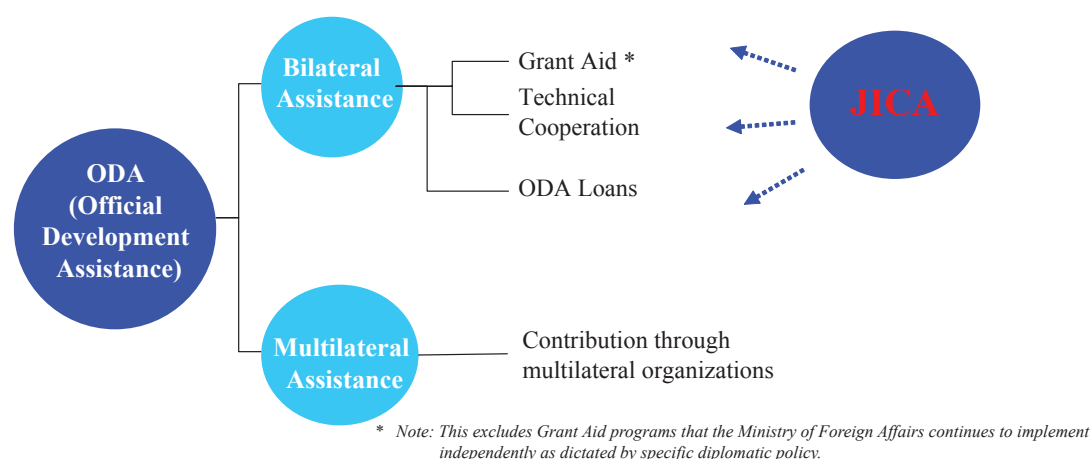 ODA
(Official
Development
Assistance)
Bilateral
Assistance
Grant Aid *
Technical
Cooperation
ODA Loans
JICA
Multilateral
Assistance
Contribution through
multilateral organizations
* Note: This excludes Grant Aid programs that the Ministry of Foreign Affairs continues to implement
independently as dictated by specific diplomatic policy.